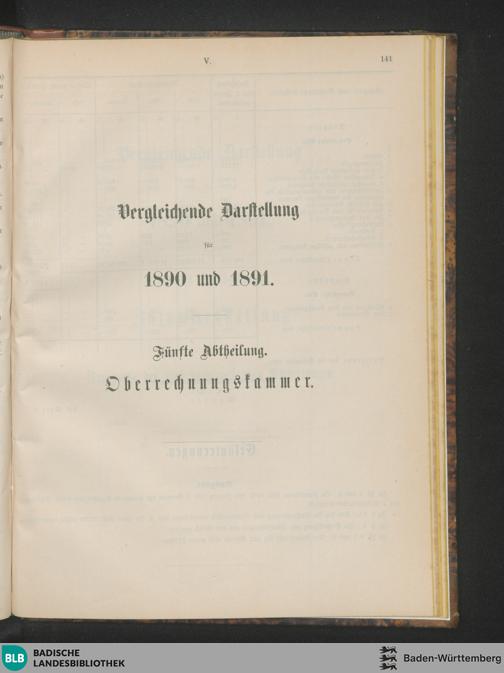 V.
141
Vergleichende Darstellung
für
1890 und 1891.
Fünfte Abtheilung.
Oberrechnungskammer.
BLB
BADISCHE
LANDESBIBLIOTHEK
Baden-Württemberg